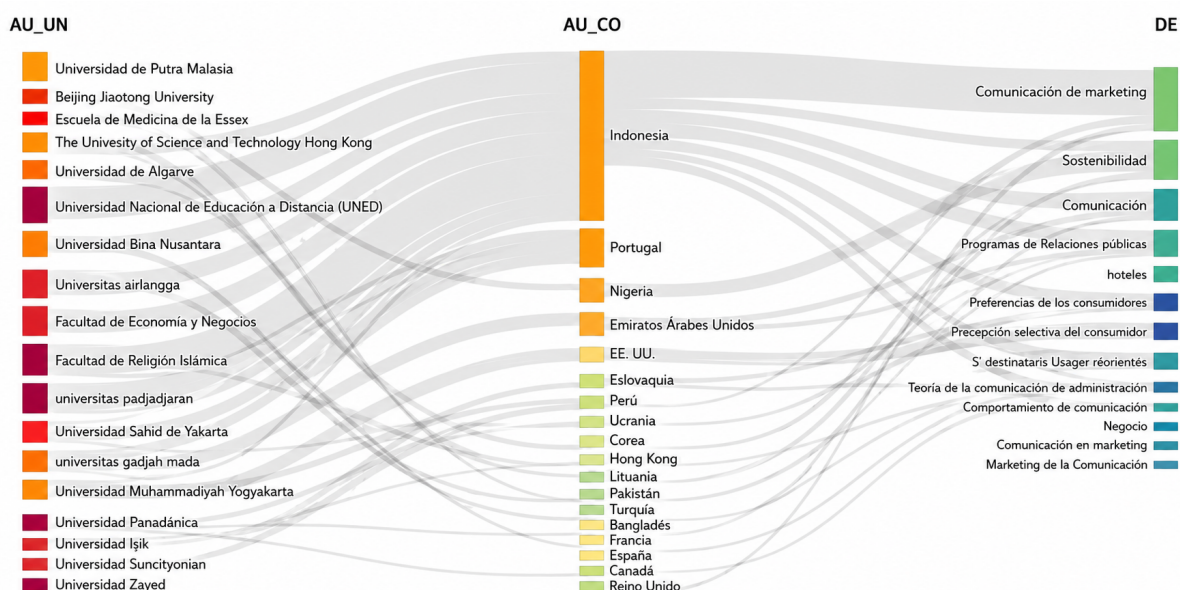 AU_UN
Universidad de Putra Malasia
Beijing Jiaotong University
Escuela de Medicina de la Essex
The Univesity of Science and Technology Hong Kong
Universidad de Algarve
Universidad Nacional de Educación a Distancia (UNED)
Universidad Bina Nusantara
Universitas airlangga
Facultad de Economía y Negocios
Facultad de Religión Islámica
universitas padjadjaran
Universidad Sahid de Yakarta
universitas gadjah mada
Universidad Muhammadiyah Yogyakarta
Universidad Panadánica
Universidad Işik
Universidad Suncityonian
Universidad Zayed
AU_CO
Indonesia
Portugal
Nigeria
Emiratos Árabes Unidos
EE. UU.
Eslovaquia
Perú
Ucrania
Corea
Hong Kong
Lituania
Pakistán
Turquía
Bangladés
Francia
España
Canadá
Reino Unido
DE
Comunicación de marketing
Sostenibilidad
Comunicación
Programas de Relaciones públicas
hoteles
Preferencias de los consumidores
Precepción selectiva del consumidor
S' destinataris Usager réorientés
Teoría de la comunicación de administración
Comportamiento de comunicación
Negocio
Comunicación en marketing
Marketing de la Comunicación